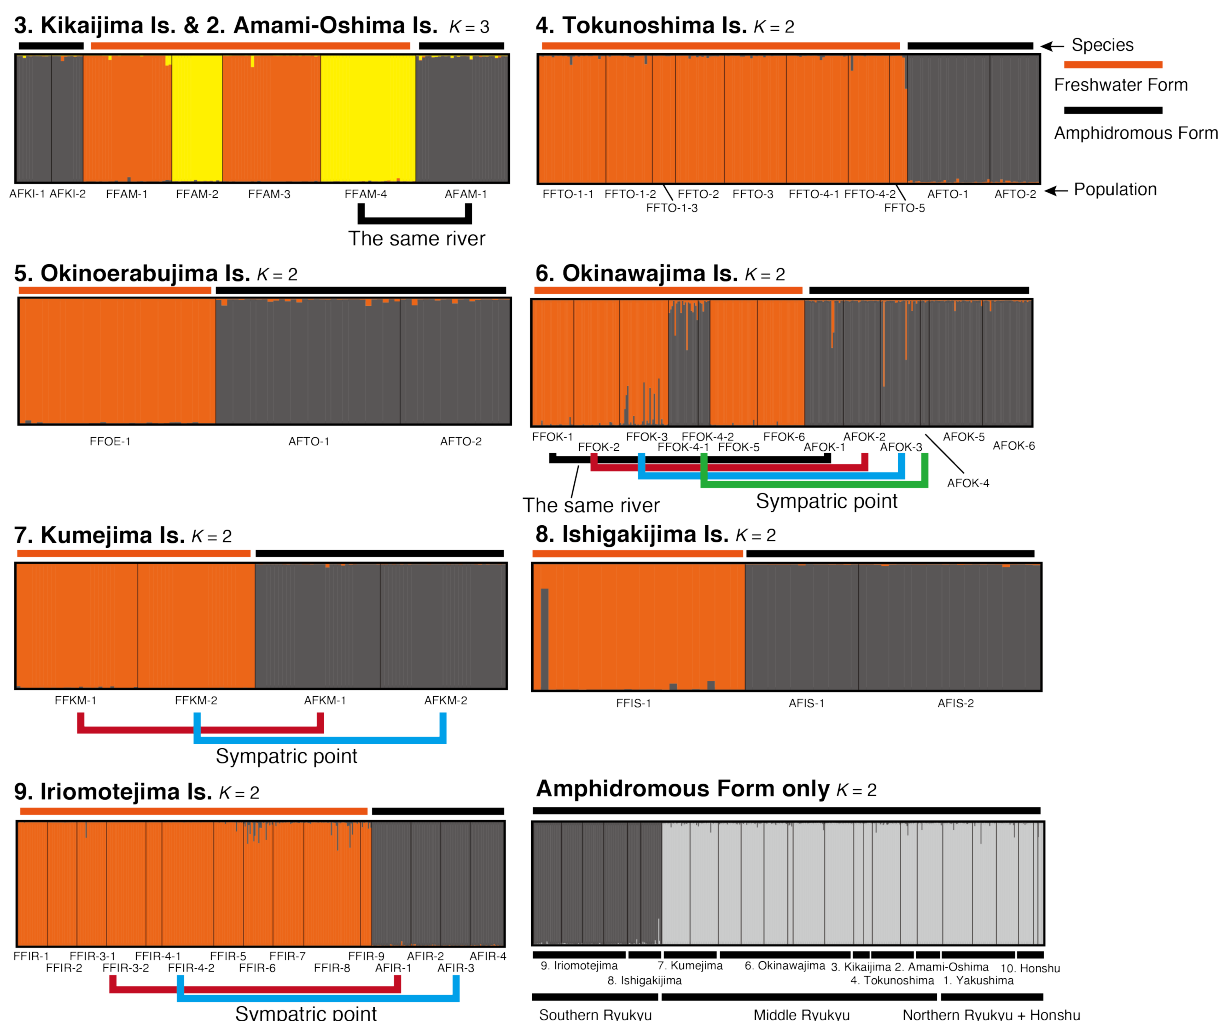 3. Kikaijima Is. & 2. Amami-Oshima Is. K = 3
AFKI-1 AFKI-2 FFAM-1 FFAM-2 FFAM-3 FFAM-4 AFAM-1
The same river
4. Tokunoshima Is. K = 2
Species
Freshwater Form
Amphidromous Form
Population
FFTO-1-1 FFTO-1-2 FFTO-2 FFTO-3 FFTO-4-1 FFTO-4-2 AFTO-1 AFTO-2
FFTO-1-3 FFTO-5
5. Okinoerabujima Is. K = 2
FFOE-1 AFTO-1 AFTO-2
6. Okinawajima Is. K = 2
FFOK-1 FFOK-3 FFOK-4-2 FFOK-6 AFOK-2 AFOK-5
FFOK-2 FFOK-4-1 FFOK-5 AFOK-1 AFOK-3 AFOK-6
AFOK-4
The same river
Sympatric point
7. Kumejima Is. K = 2
FFKM-1 FFKM-2 AFKM-1 AFKM-2
Sympatric point
8. Ishigakijima Is. K = 2
FFIS-1 AFIS-1 AFIS-2
9. Iriomotejima Is. K = 2
FFIR-1 FFIR-3-1 FFIR-4-1 FFIR-5 FFIR-7 FFIR-9 AFIR-2 AFIR-4
FFIR-2 FFIR-3-2 FFIR-4-2 FFIR-6 FFIR-8 AFIR-1 AFIR-3
Sympatric point
Amphidromous Form only K = 2
9. Iriomotejima 7. Kumejima 6. Okinawajima 3. Kikaijima 2. Amami-Oshima 10. Honshu
8. Ishigakijima 4. Tokunoshima 1. Yakushima
Southern Ryukyu Middle Ryukyu Northern Ryukyu + Honshu